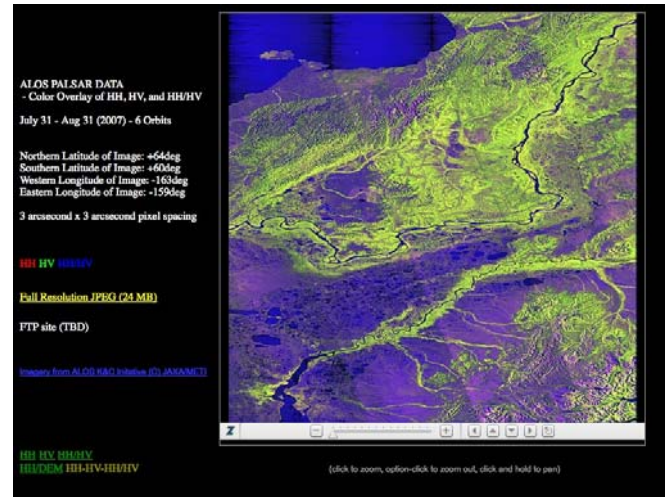 ALOS PALSAR DATA
- Color Overlay of HH, HV, and HH/HV
July 31 - Aug 31 (2007) - 6 Orbits
Northern Latitude of Image: +64deg
Southern Latitude of Image: +60deg
Western Longitude of Image: -163deg
Eastern Longitude of Image: -159deg
3 arcsecond x 3 arcsecond pixel spacing
HH HV HH/HV
Full Resolution JPEG (24 MB)
FTP site (TBD)
Imagery from ALOS K&C Initative (C) JAXA/METI
HH HV HH/HV
HH/DEM HH-HV-HH/HV
Z
(click to zoom, option-click to zoom out, click and hold to pan)